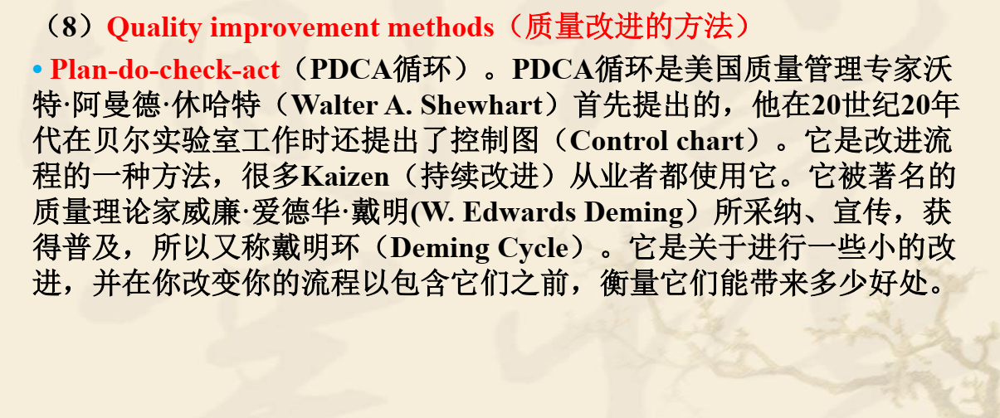 （8）Quality improvement methods（质量改进的方法）
• Plan-do-check-act（PDCA循环）。PDCA循环是美国质量管理专家沃
特·阿曼德·休哈特（Walter A. Shewhart）首先提出的，他在20世纪20年
代在贝尔实验室工作时还提出了控制图（Control chart）。它是改进流
程的一种方法，很多Kaizen（持续改进）从业者都使用它。它被著名的
质量理论家威廉·爱德华·戴明(W. Edwards Deming）所采纳、宣传，获
得普及，所以又称戴明环（Deming Cycle）。它是关于进行一些小的改
进，并在你改变你的流程以包含它们之前，衡量它们能带来多少好处。